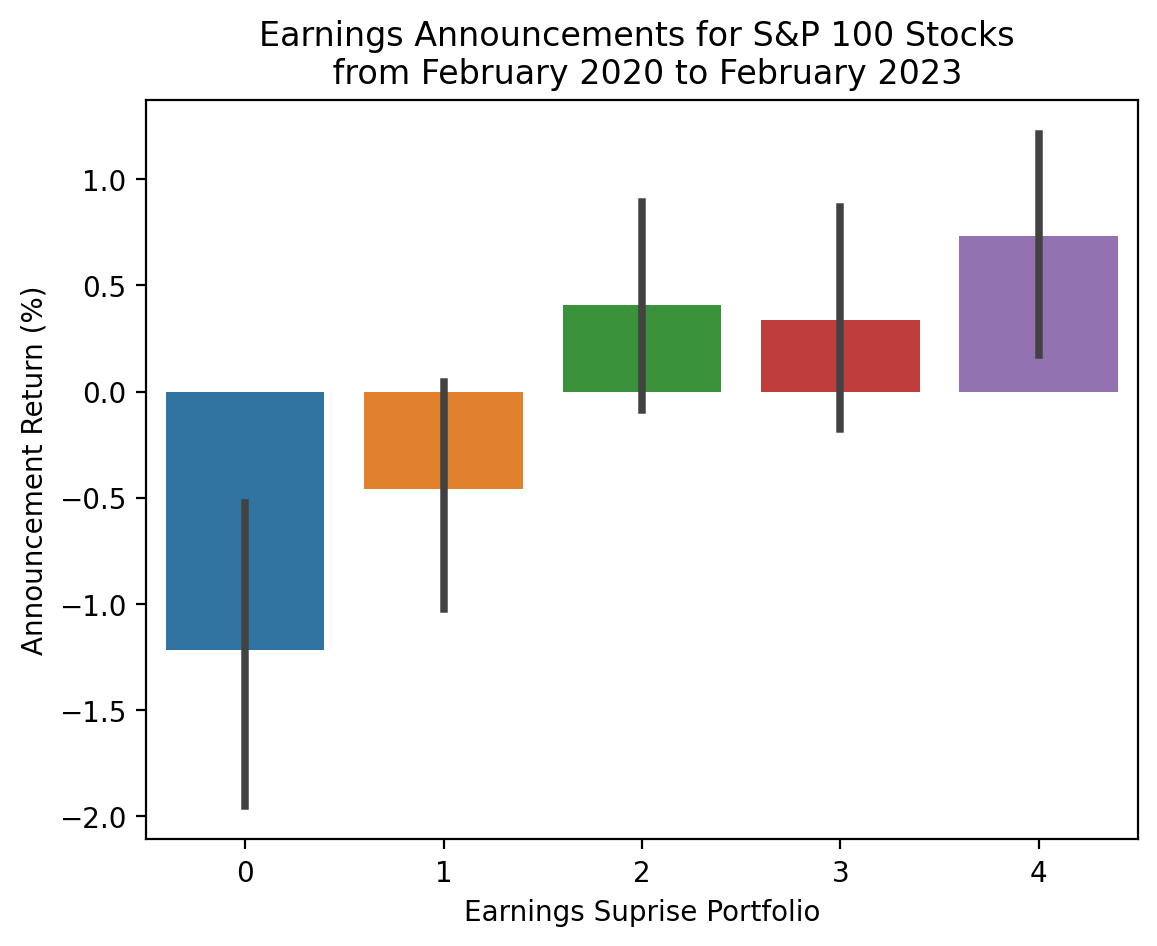 Earnings Announcements for S&P 100 Stocks
from February 2020 to February 2023
Announcement Return (%)
1.0
0.5
0.0
−0.5
−1.0
−1.5
−2.0
0 1 2 3 4
Earnings Suprise Portfolio